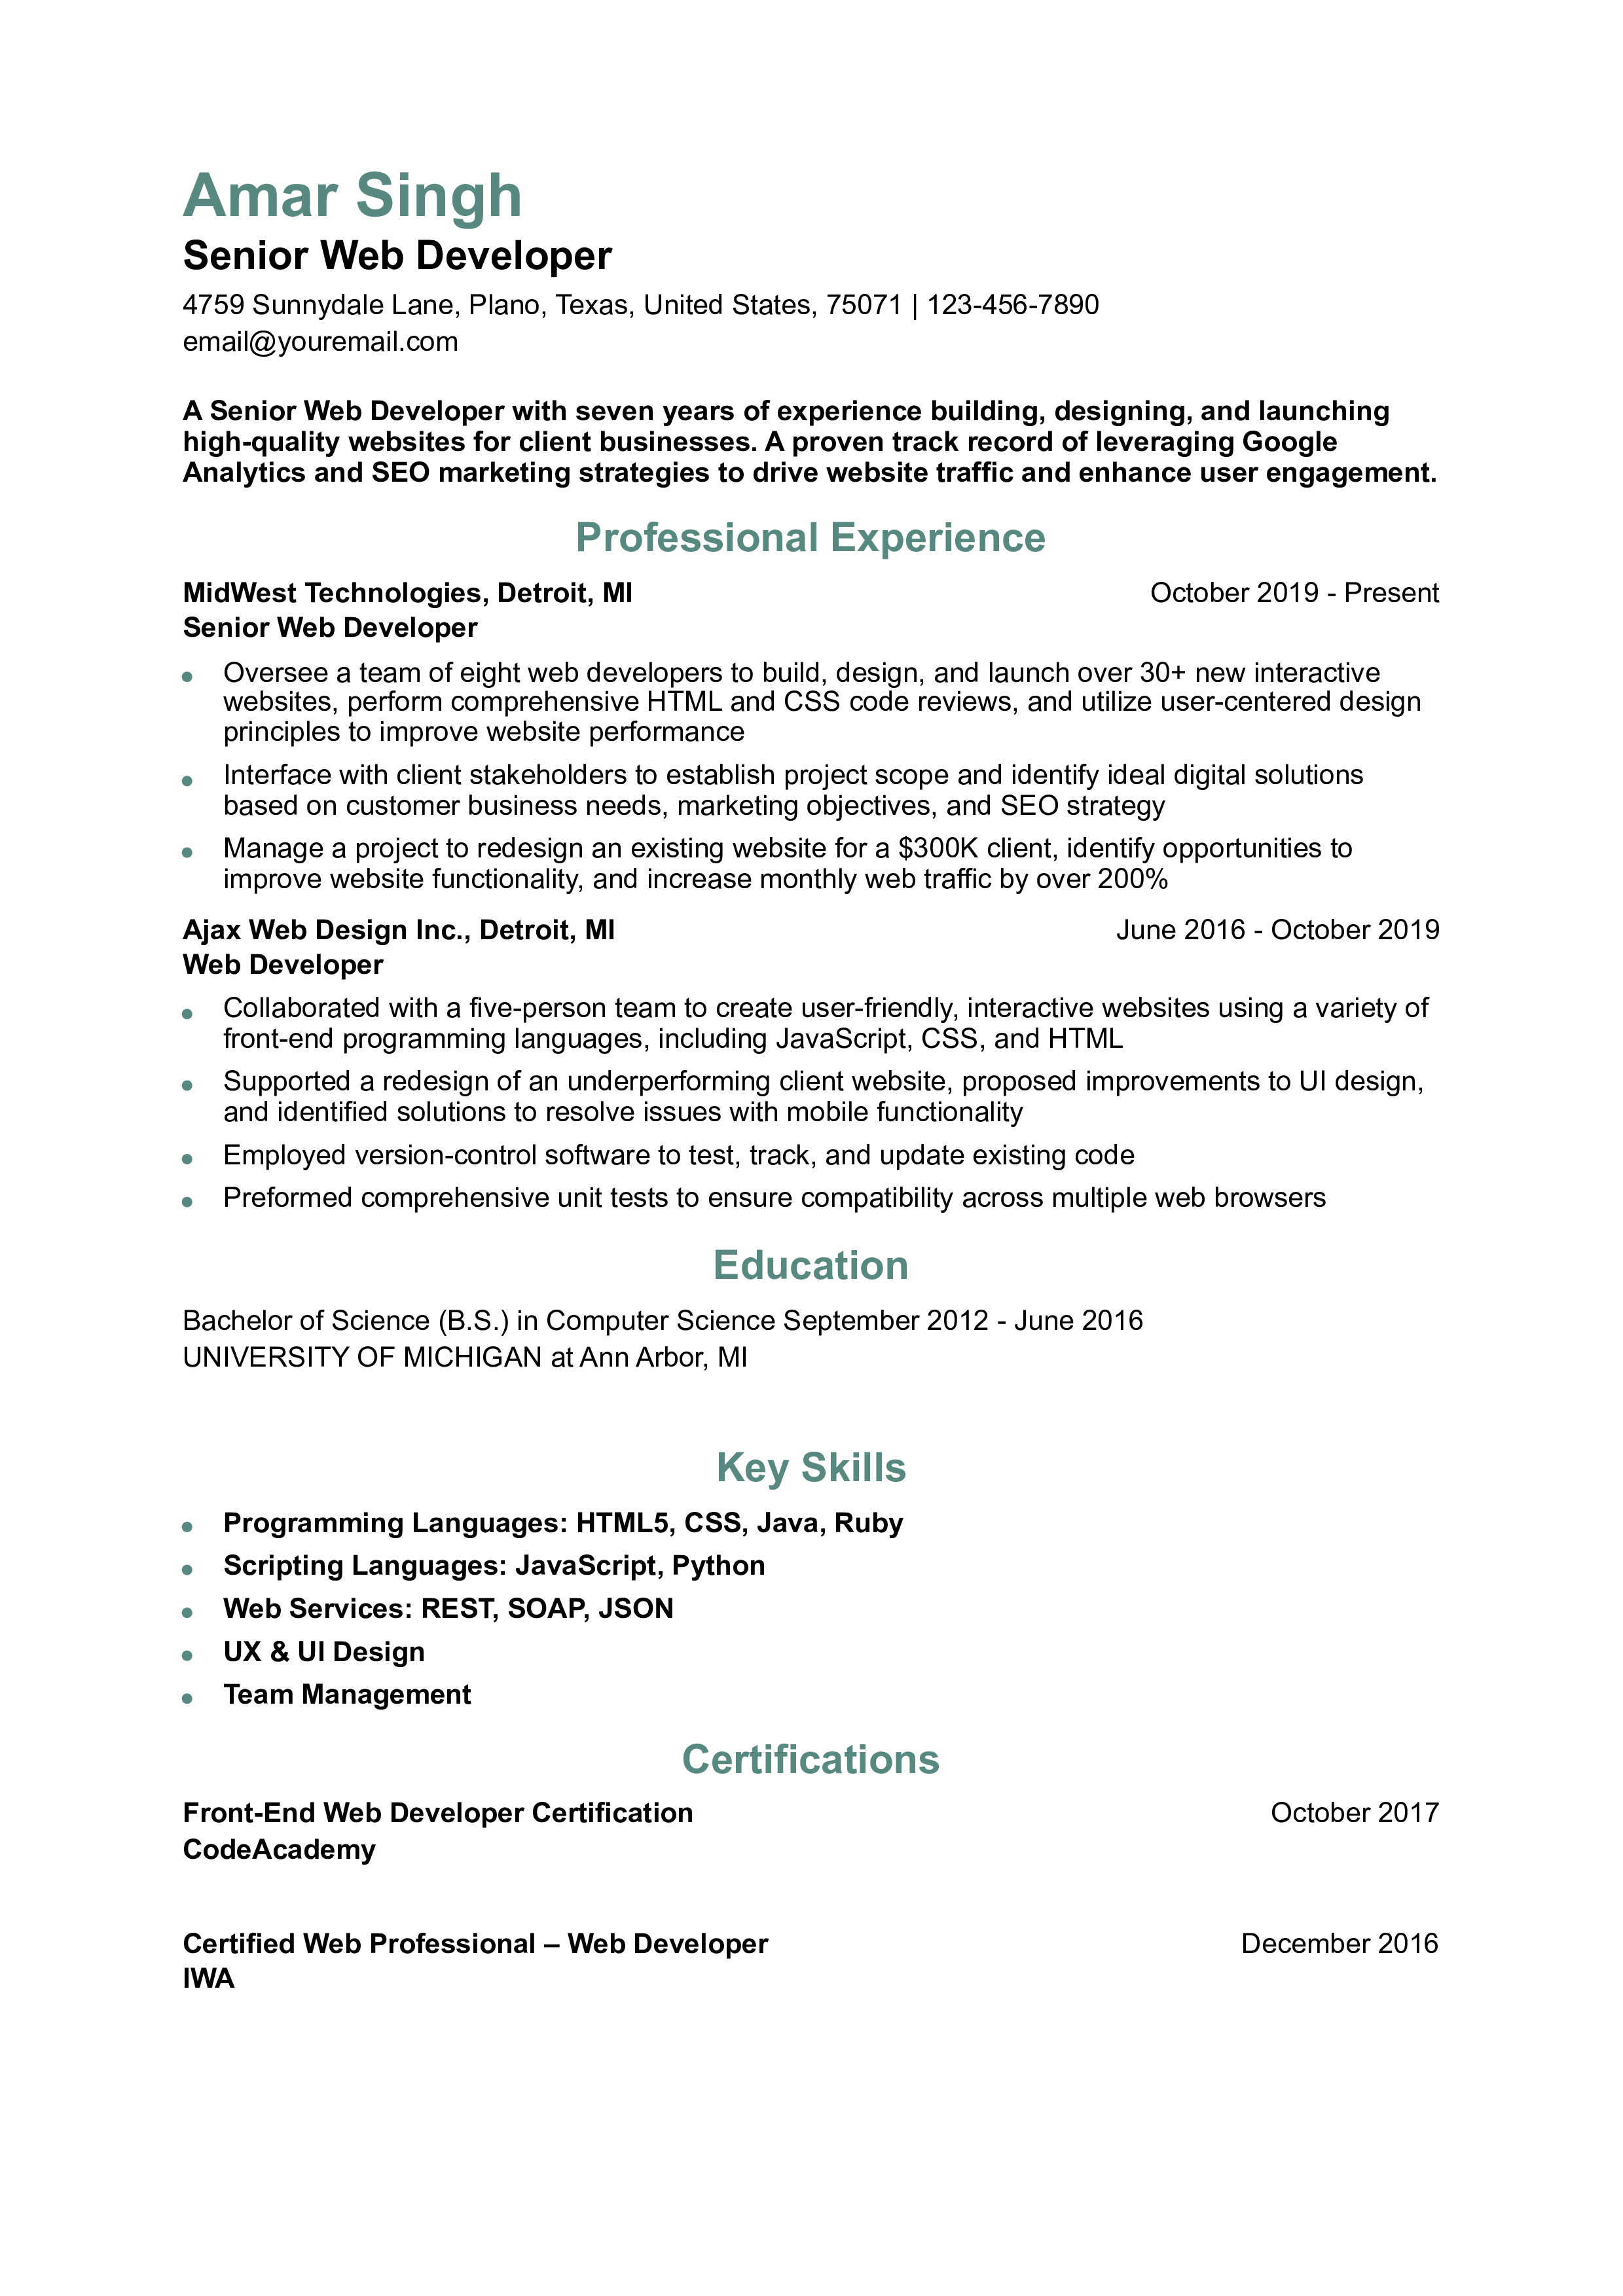 Amar Singh
Senior Web Developer
4759 Sunnydale Lane, Plano, Texas, United States, 75071 | 123-456-7890
email@youremail.com
A Senior Web Developer with seven years of experience building, designing, and launching
high-quality websites for client businesses. A proven track record of leveraging Google
Analytics and SEO marketing strategies to drive website traffic and enhance user engagement.
Professional Experience
MidWest Technologies, Detroit, MI October 2019 - Present
Senior Web Developer
• Oversee a team of eight web developers to build, design, and launch over 30+ new interactive
websites, perform comprehensive HTML and CSS code reviews, and utilize user-centered design
principles to improve website performance
• Interface with client stakeholders to establish project scope and identify ideal digital solutions
based on customer business needs, marketing objectives, and SEO strategy
• Manage a project to redesign an existing website for a $300K client, identify opportunities to
improve website functionality, and increase monthly web traffic by over 200%
Ajax Web Design Inc., Detroit, MI June 2016 - October 2019
Web Developer
• Collaborated with a five-person team to create user-friendly, interactive websites using a variety of
front-end programming languages, including JavaScript, CSS, and HTML
• Supported a redesign of an underperforming client website, proposed improvements to UI design,
and identified solutions to resolve issues with mobile functionality
• Employed version-control software to test, track, and update existing code
• Preformed comprehensive unit tests to ensure compatibility across multiple web browsers
Education
Bachelor of Science (B.S.) in Computer Science September 2012 - June 2016
UNIVERSITY OF MICHIGAN at Ann Arbor, MI
Key Skills
• Programming Languages: HTML5, CSS, Java, Ruby
• Scripting Languages: JavaScript, Python
• Web Services: REST, SOAP, JSON
• UX & UI Design
• Team Management
Certifications
Front-End Web Developer Certification October 2017
CodeAcademy
Certified Web Professional – Web Developer December 2016
IWA